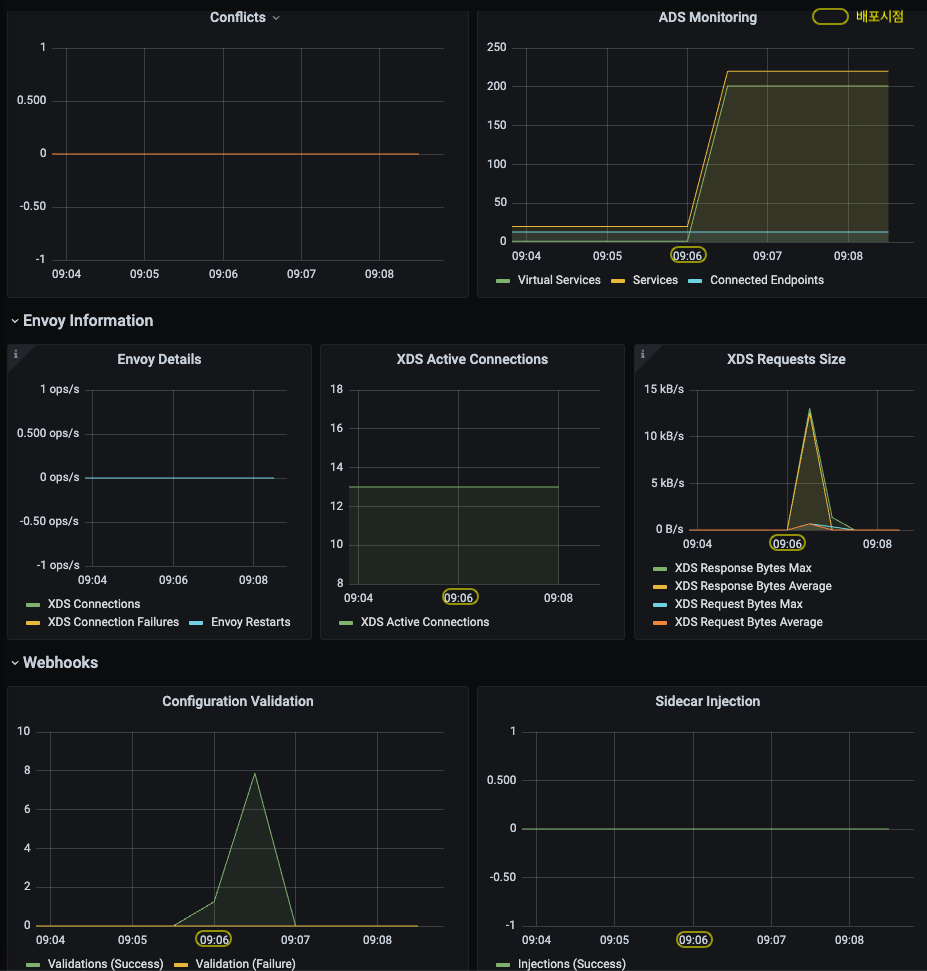 Conflicts
1
0.500
0
-0.50
-1
09:04 09:05 09:06 09:07 09:08
ADS Monitoring
배포시점
250
200
150
100
50
0
09:04 09:05 09:06 09:07 09:08
Virtual Services Services Connected Endpoints
Envoy Information
i
Envoy Details
1 ops/s
0.500 ops/s
0 ops/s
-0.50 ops/s
-1 ops/s
09:04 09:06 09:08
XDS Connections
XDS Connection Failures Envoy Restarts
XDS Active Connections
18
16
14
12
10
8
09:04 09:06 09:08
XDS Active Connections
i
XDS Requests Size
15 kB/s
10 kB/s
5 kB/s
0 B/s
09:04 09:06 09:08
XDS Response Bytes Max
XDS Response Bytes Average
XDS Request Bytes Max
XDS Request Bytes Average
Webhooks
Configuration Validation
10
8
6
4
2
0
09:04 09:05 09:06 09:07 09:08
Validations (Success) Validation (Failure)
Sidecar Injection
1
0.500
0
-0.50
-1
09:04 09:05 09:06 09:07 09:08
Injections (Success)